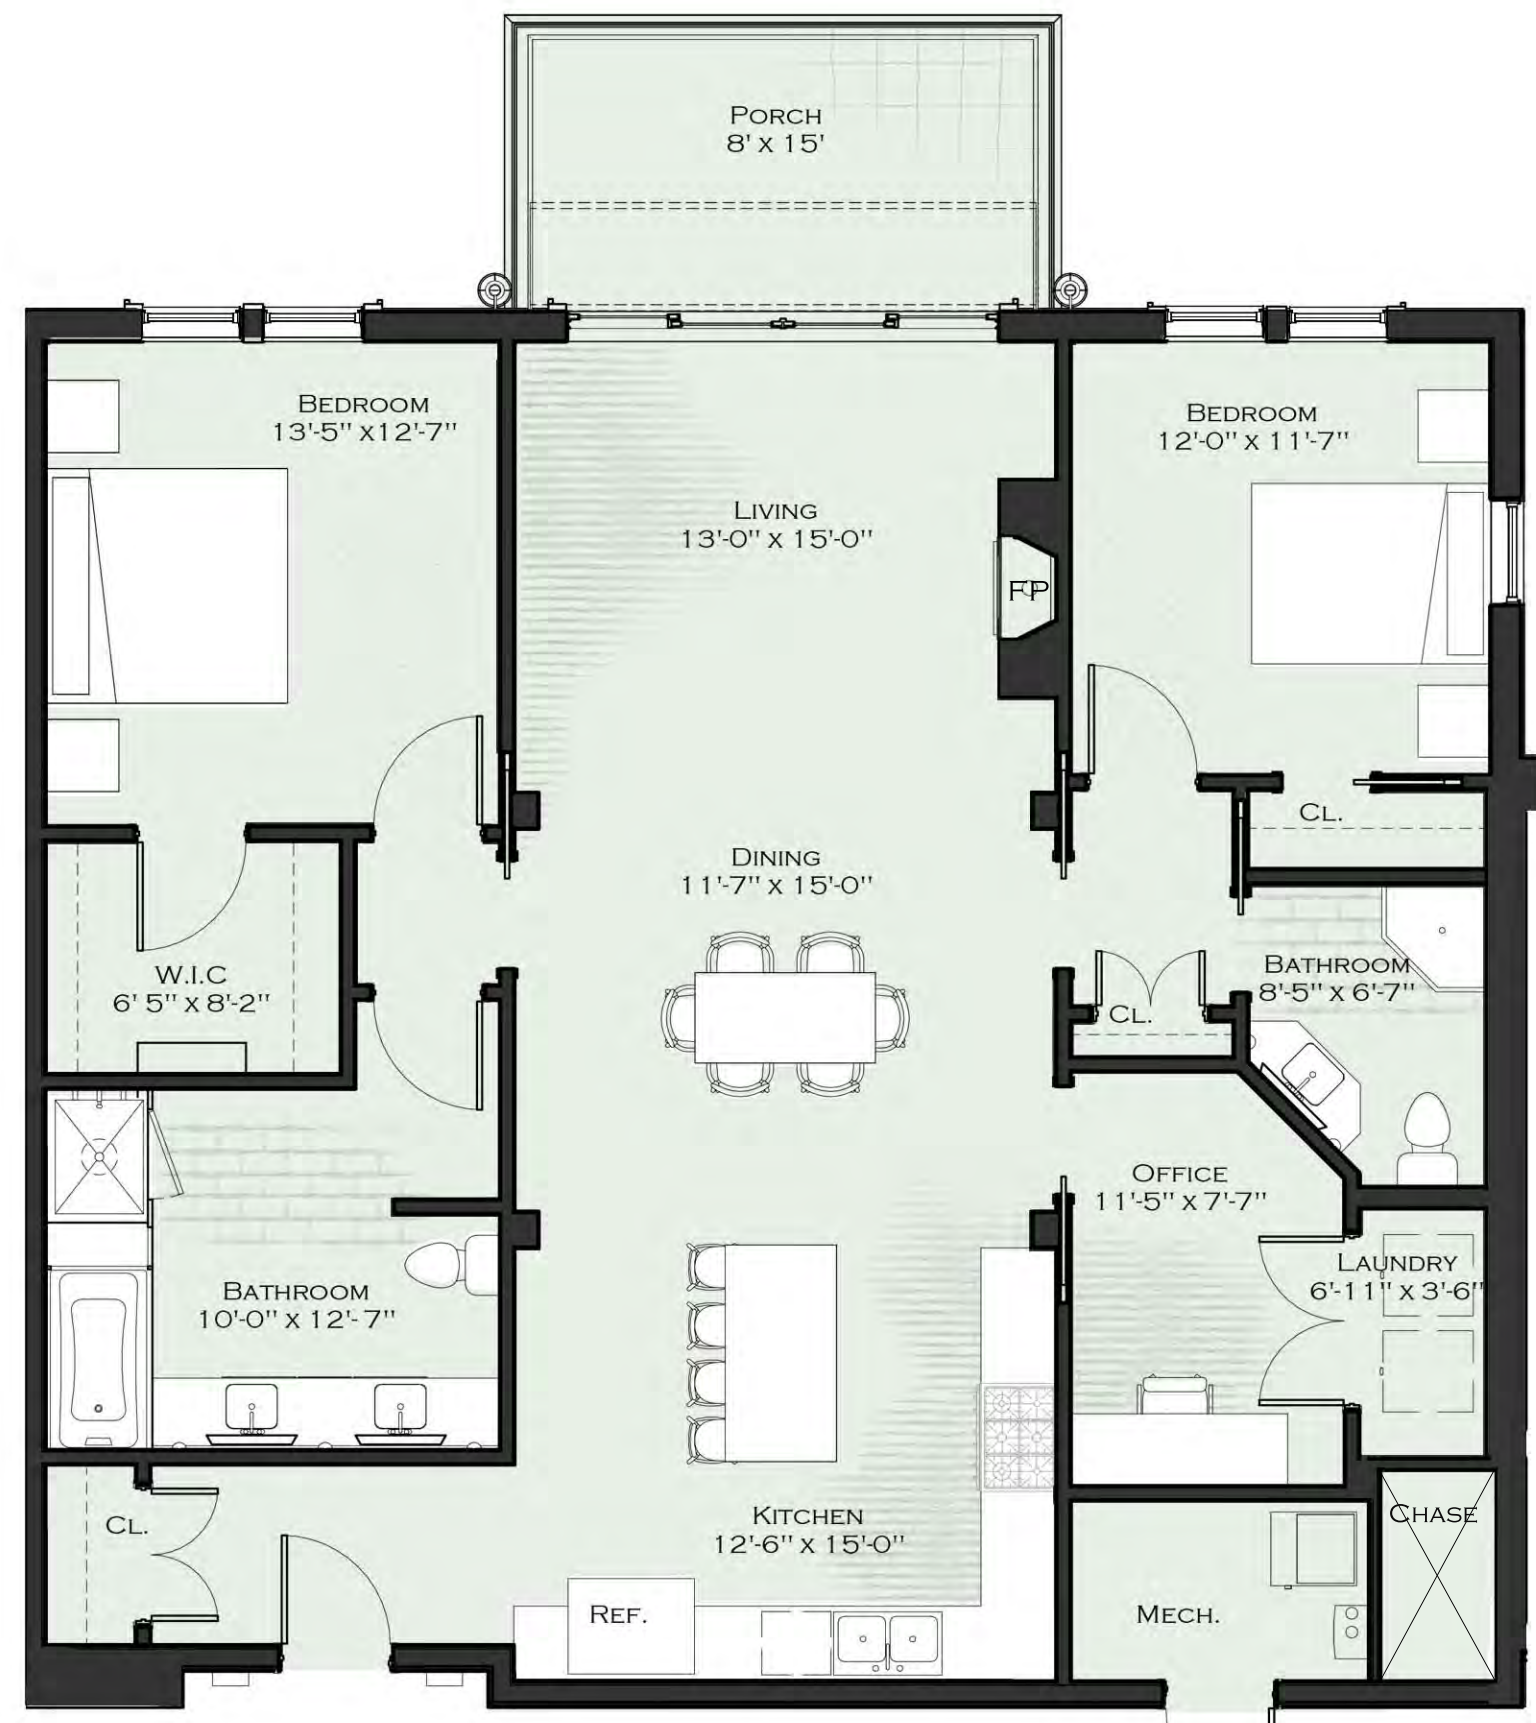 PORCH
8' X 15'
BEDROOM
13'-5" X12'-7"
BEDROOM
12'-0" X 11'-7"
LIVING
13'-0" X 15'-0"
FP
CL.
DINING
11'-7" X 15'-0"
W.I.C
6' 5" X 8'-2"
BATHROOM
8'-5" X 6'-7"
CL.
OFFICE
11'-5" X 7'-7"
LAUNDRY
6'-11" X 3'-6"
BATHROOM
10'-0" X 12'- 7"
CL.
KITCHEN
12'-6" X 15'-0"
CHASE
REF.
MECH.